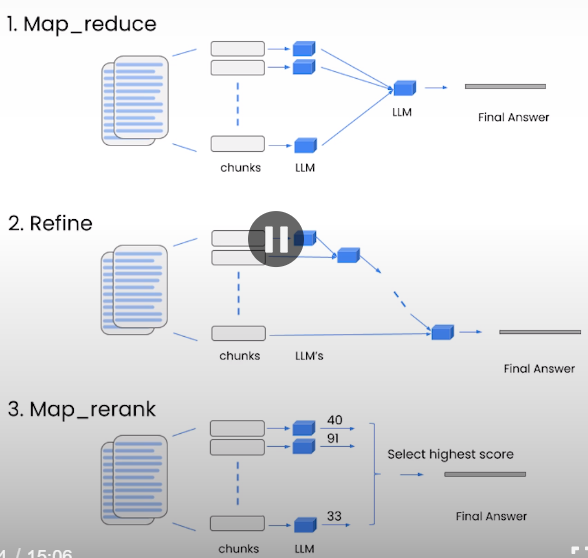 1. Map_reduce
LLM
Final Answer
chunks LLM
2. Refine
chunks LLM's
Final Answer
3. Map_rerank
40
91
Select highest score
33
Final Answer
chunks LLM
4 / 15:06